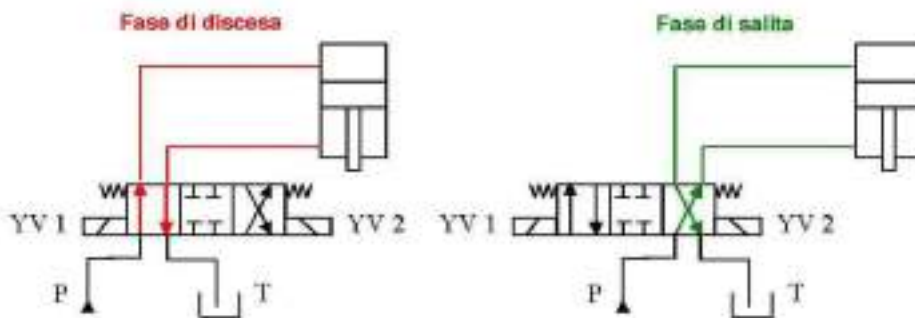 Fase di discesa
Fase di salita
YV 1
YV 2
P
T
YV 1
YV 2
P
T